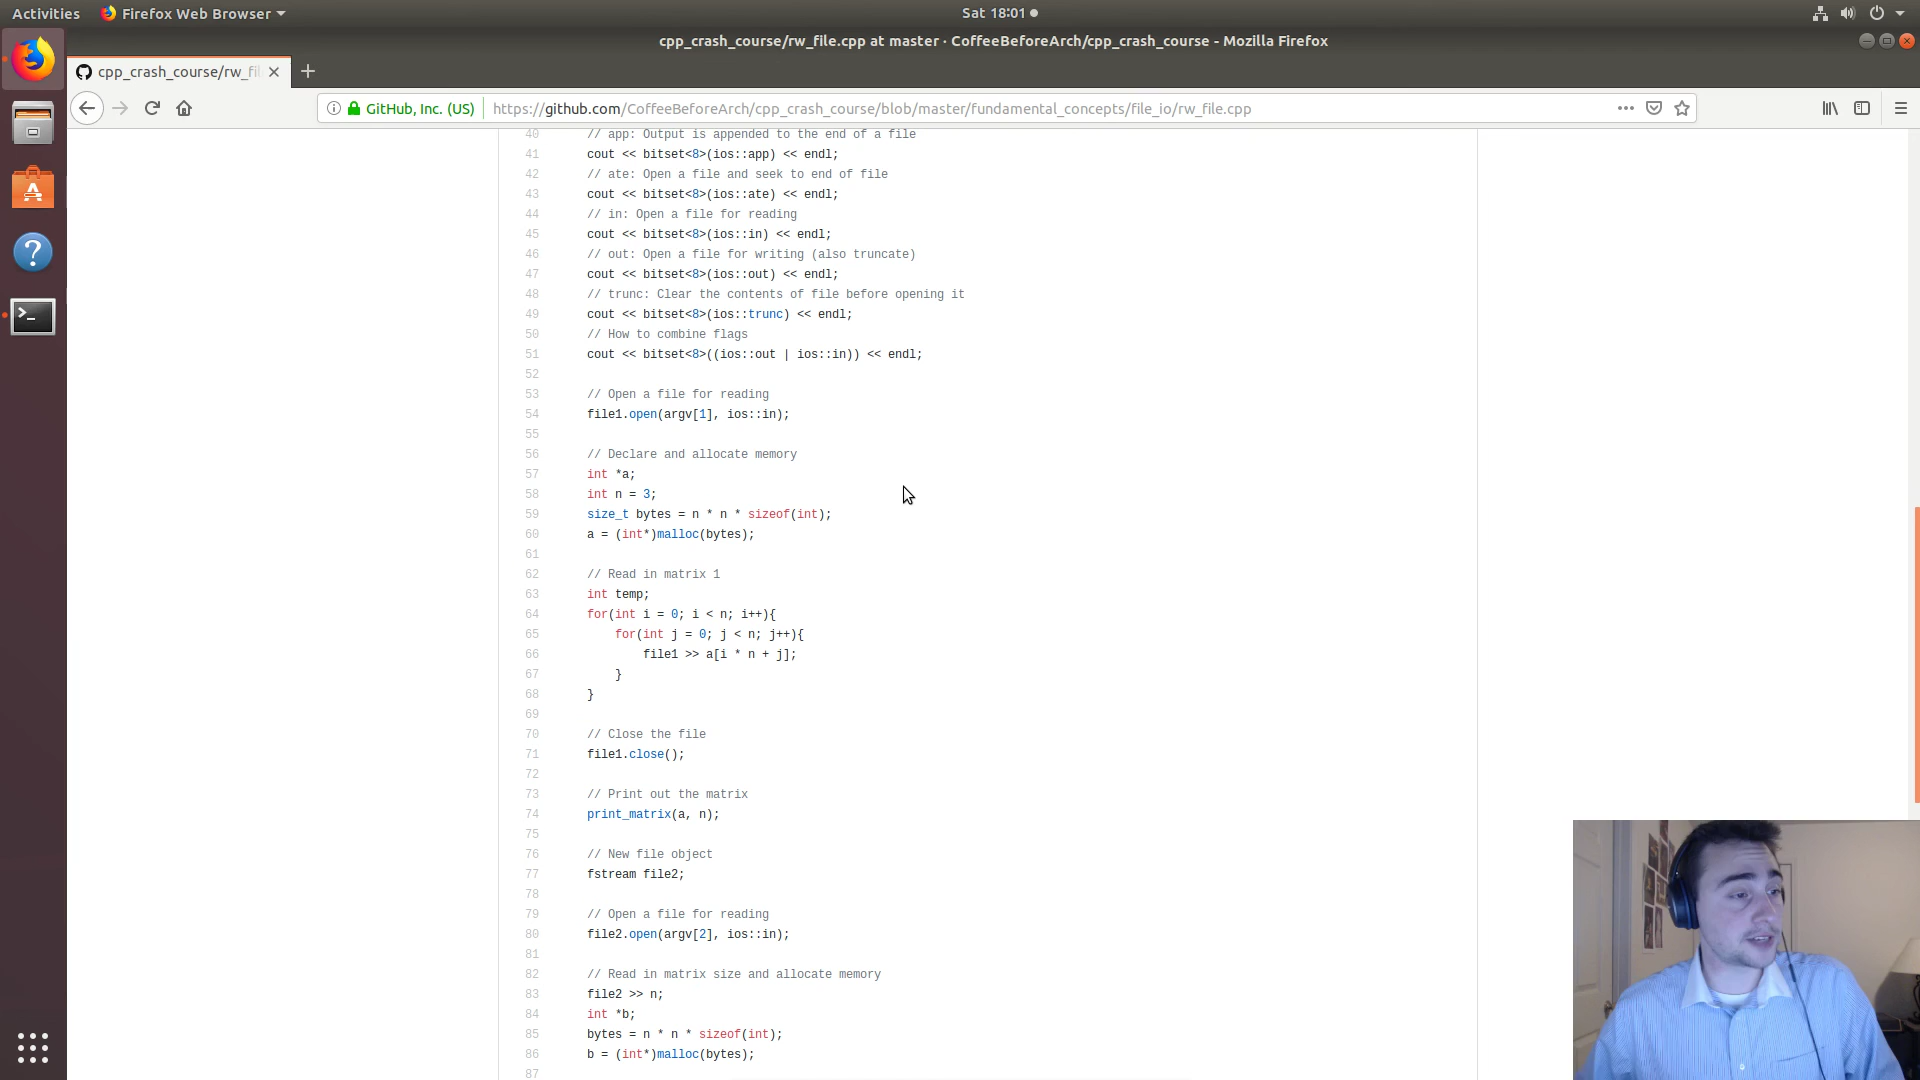 Activities
Firefox Web Browser
Sat 18:01
cpp_crash_course/rw_file.cpp at master · CoffeeBeforeArch/cpp_crash_course - Mozilla Firefox
cpp_crash_course/rw_fil
GitHub, Inc. (US)
https://github.com/CoffeeBeforeArch/cpp_crash_course/blob/master/fundamental_concepts/file_io/rw_file.cpp
40 // app: Output is appended to the end of a file
41 cout << bitset<8>(ios::app) << endl;
42 // ate: Open a file and seek to end of file
43 cout << bitset<8>(ios::ate) << endl;
44 // in: Open a file for reading
45 cout << bitset<8>(ios::in) << endl;
46 // out: Open a file for writing (also truncate)
47 cout << bitset<8>(ios::out) << endl;
48 // trunc: Clear the contents of file before opening it
49 cout << bitset<8>(ios::trunc) << endl;
50 // How to combine flags
51 cout << bitset<8>((ios::out | ios::in)) << endl;
52
53 // Open a file for reading
54 file1.open(argv[1], ios::in);
55
56 // Declare and allocate memory
57 int *a;
58 int n = 3;
59 size_t bytes = n * n * sizeof(int);
60 a = (int*)malloc(bytes);
61
62 // Read in matrix 1
63 int temp;
64 for(int i = 0; i < n; i++){
65 for(int j = 0; j < n; j++){
66 file1 >> a[i * n + j];
67 }
68 }
69
70 // Close the file
71 file1.close();
72
73 // Print out the matrix
74 print_matrix(a, n);
75
76 // New file object
77 fstream file2;
78
79 // Open a file for reading
80 file2.open(argv[2], ios::in);
81
82 // Read in matrix size and allocate memory
83 file2 >> n;
84 int *b;
85 bytes = n * n * sizeof(int);
86 b = (int*)malloc(bytes);
87